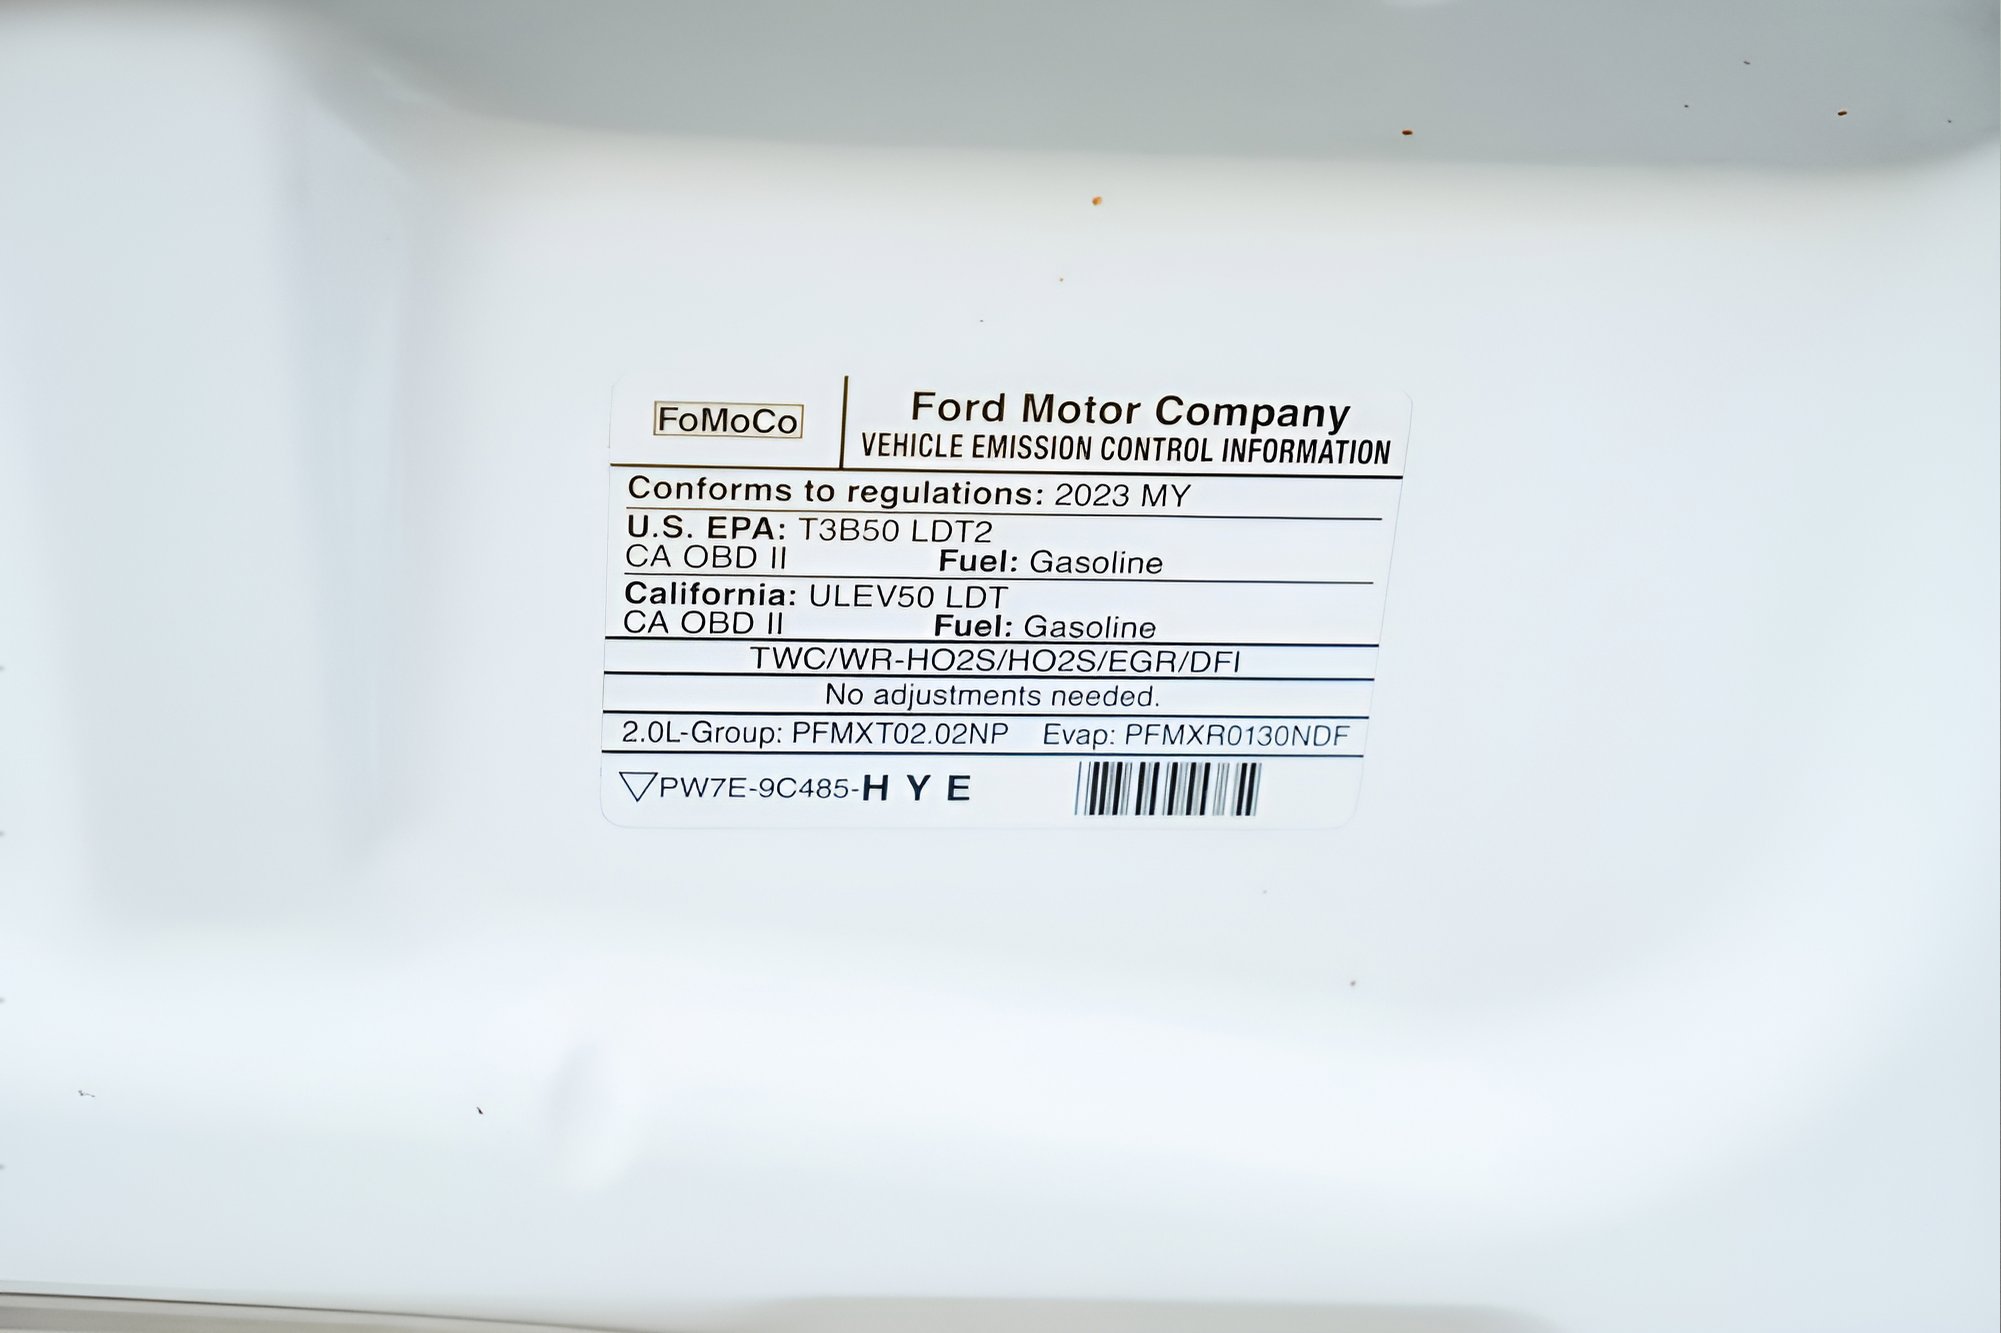 FoMoCo
Ford Motor Company
VEHICLE EMISSION CONTROL INFORMATION
Conforms to regulations: 2023 MY
U.S. EPA: T3B50 LDT2
CA OBD II Fuel: Gasoline
California: ULEV50 LDT
CA OBD II Fuel: Gasoline
TWC/WR-HO2S/HO2S/EGR/DFI
No adjustments needed.
2.0L-Group: PFMXT02.02NP Evap: PFMXR0130NDF
PW7E-9C485-H Y E